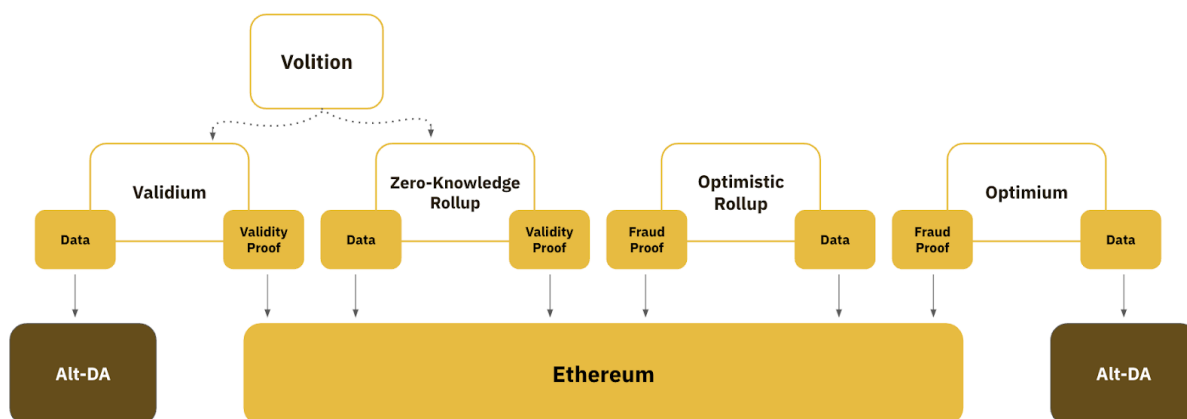 Volition
Validium
Zero-Knowledge
Rollup
Optimistic
Rollup
Optimium
Data
Validity
Proof
Data
Validity
Proof
Fraud
Proof
Data
Fraud
Proof
Data
Alt-DA
Ethereum
Alt-DA